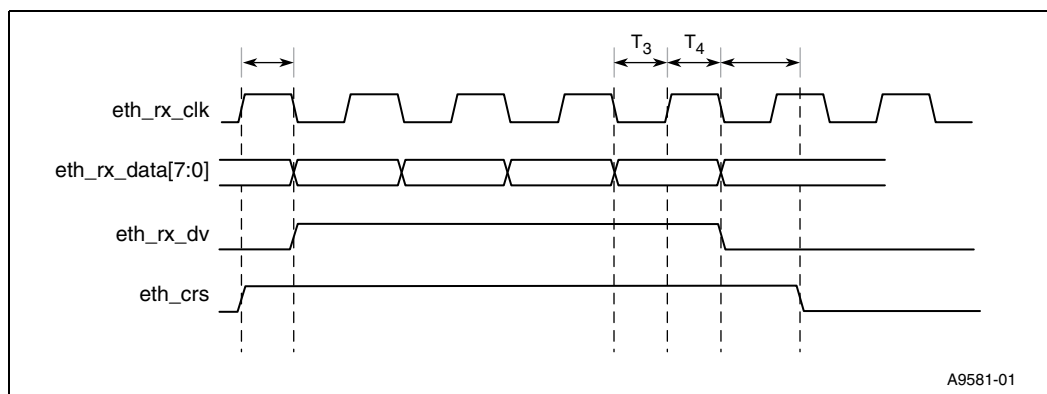 T3 T4
eth_rx_clk
eth_rx_data[7:0]
eth_rx_dv
eth_crs
A9581-01